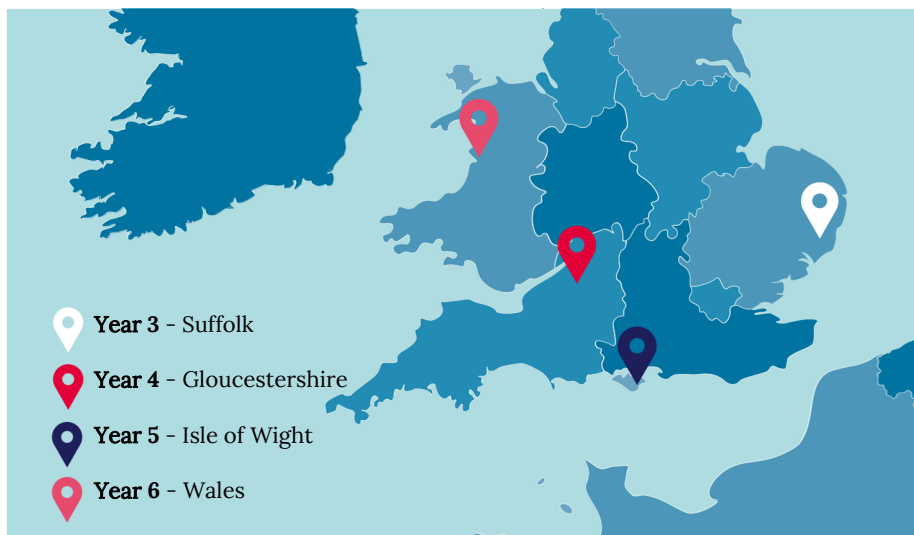 Year 3 - Suffolk
Year 4 - Gloucestershire
Year 5 - Isle of Wight
Year 6 - Wales